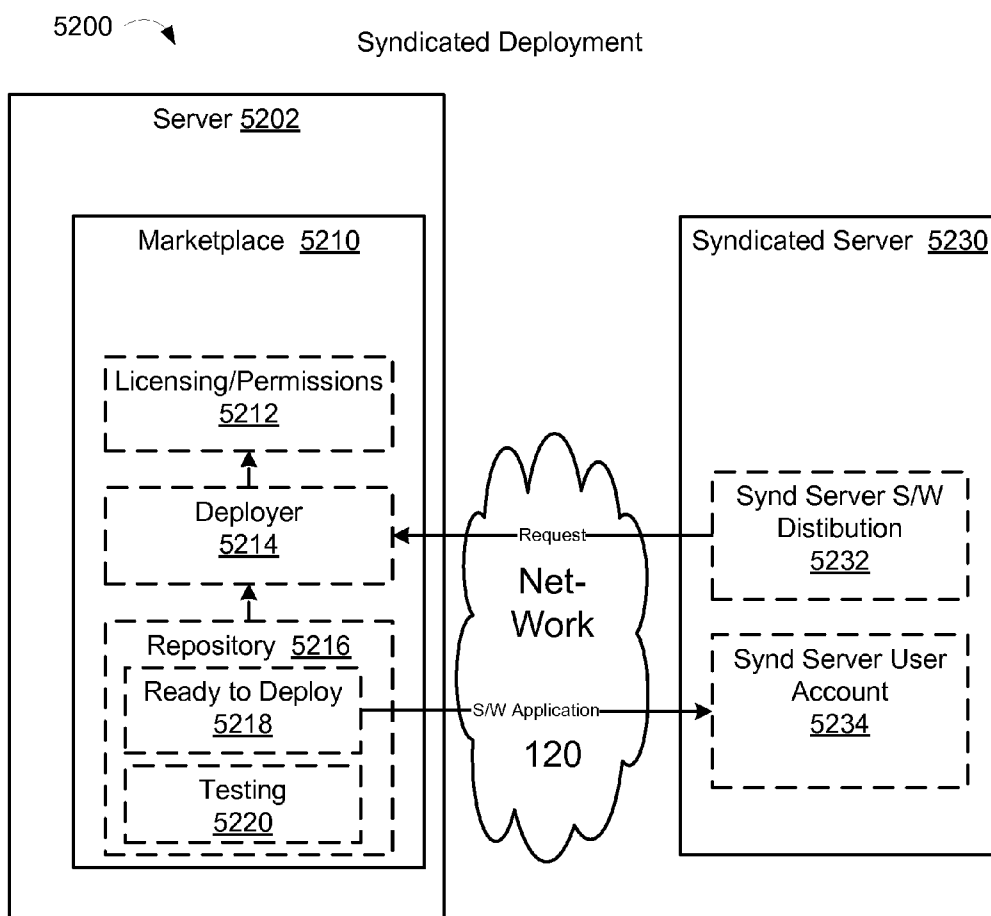 5200
Syndicated Deployment
Server 5202
Marketplace 5210
Licensing/Permissions
5212
Deployer
5214
Repository 5216
Ready to Deploy
5218
Testing
5220
Request
Net-
Work
S/W Application
120
Syndicated Server 5230
Synd Server S/W
Distibution
5232
Synd Server User
Account
5234